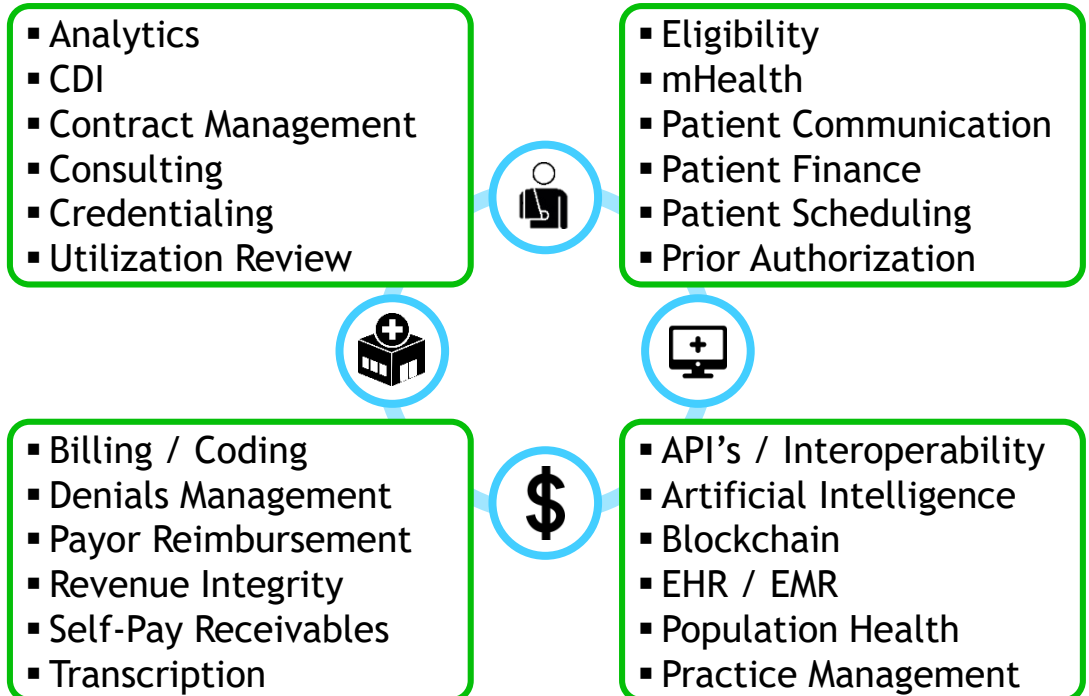 ▪ Analytics
▪ CDI
▪ Contract Management
▪ Consulting
▪ Credentialing
▪ Utilization Review
▪ Eligibility
▪ mHealth
▪ Patient Communication
▪ Patient Finance
▪ Patient Scheduling
▪ Prior Authorization
▪ Billing / Coding
▪ Denials Management
▪ Payor Reimbursement
▪ Revenue Integrity
▪ Self-Pay Receivables
▪ Transcription
$
▪ API’s / Interoperability
▪ Artificial Intelligence
▪ Blockchain
▪ EHR / EMR
▪ Population Health
▪ Practice Management